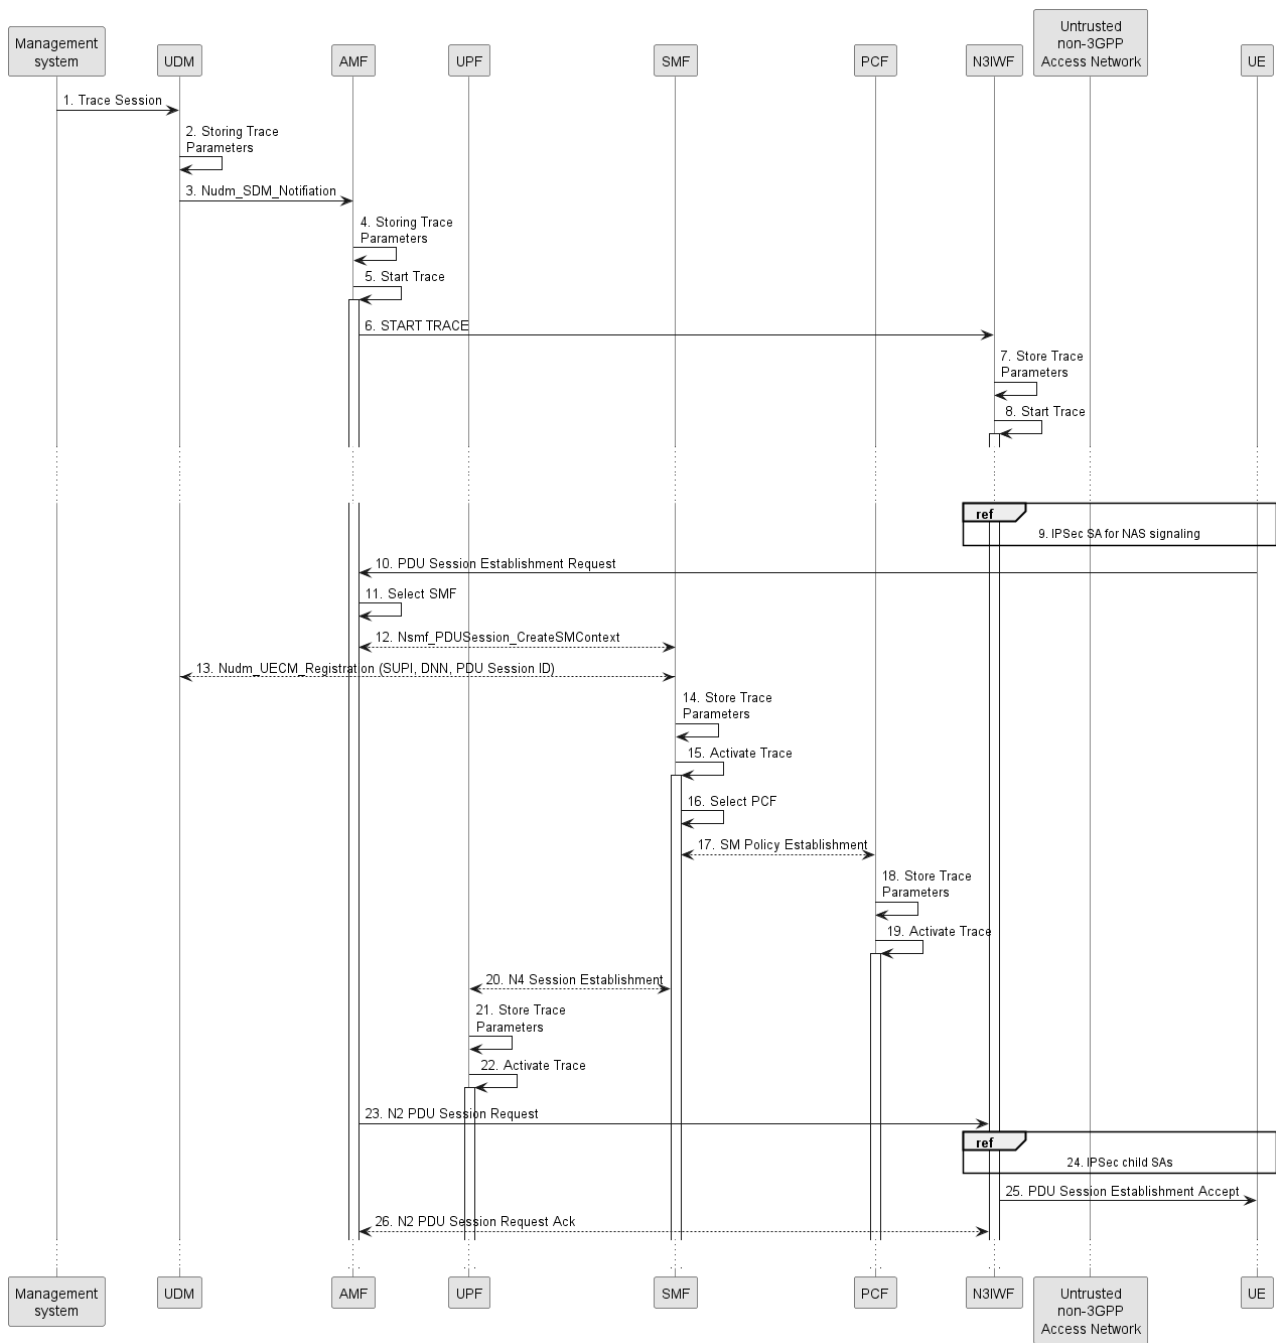 Management
system
UDM
AMF
UPF
SMF
PCF
N3IWF
Untrusted
non-3GPP
Access Network
UE
1. Trace Session
2. Storing Trace
Parameters
3. Nudm_SDM_Notifiation
4. Storing Trace
Parameters
5. Start Trace
6. START TRACE
7. Store Trace
Parameters
8. Start Trace
ref
9. IPSec SA for NAS signaling
10. PDU Session Establishment Request
11. Select SMF
12. Nsmf_PDUSession_CreateSMContext
13. Nudm_UECM_Registration (SUPI, DNN, PDU Session ID)
14. Store Trace
Parameters
15. Activate Trace
16. Select PCF
17. SM Policy Establishment
18. Store Trace
Parameters
19. Activate Trace
20. N4 Session Establishment
21. Store Trace
Parameters
22. Activate Trace
23. N2 PDU Session Request
ref
24. IPSec child SAs
25. PDU Session Establishment Accept
26. N2 PDU Session Request Ack
Management
system
UDM
AMF
UPF
SMF
PCF
N3IWF
Untrusted
non-3GPP
Access Network
UE